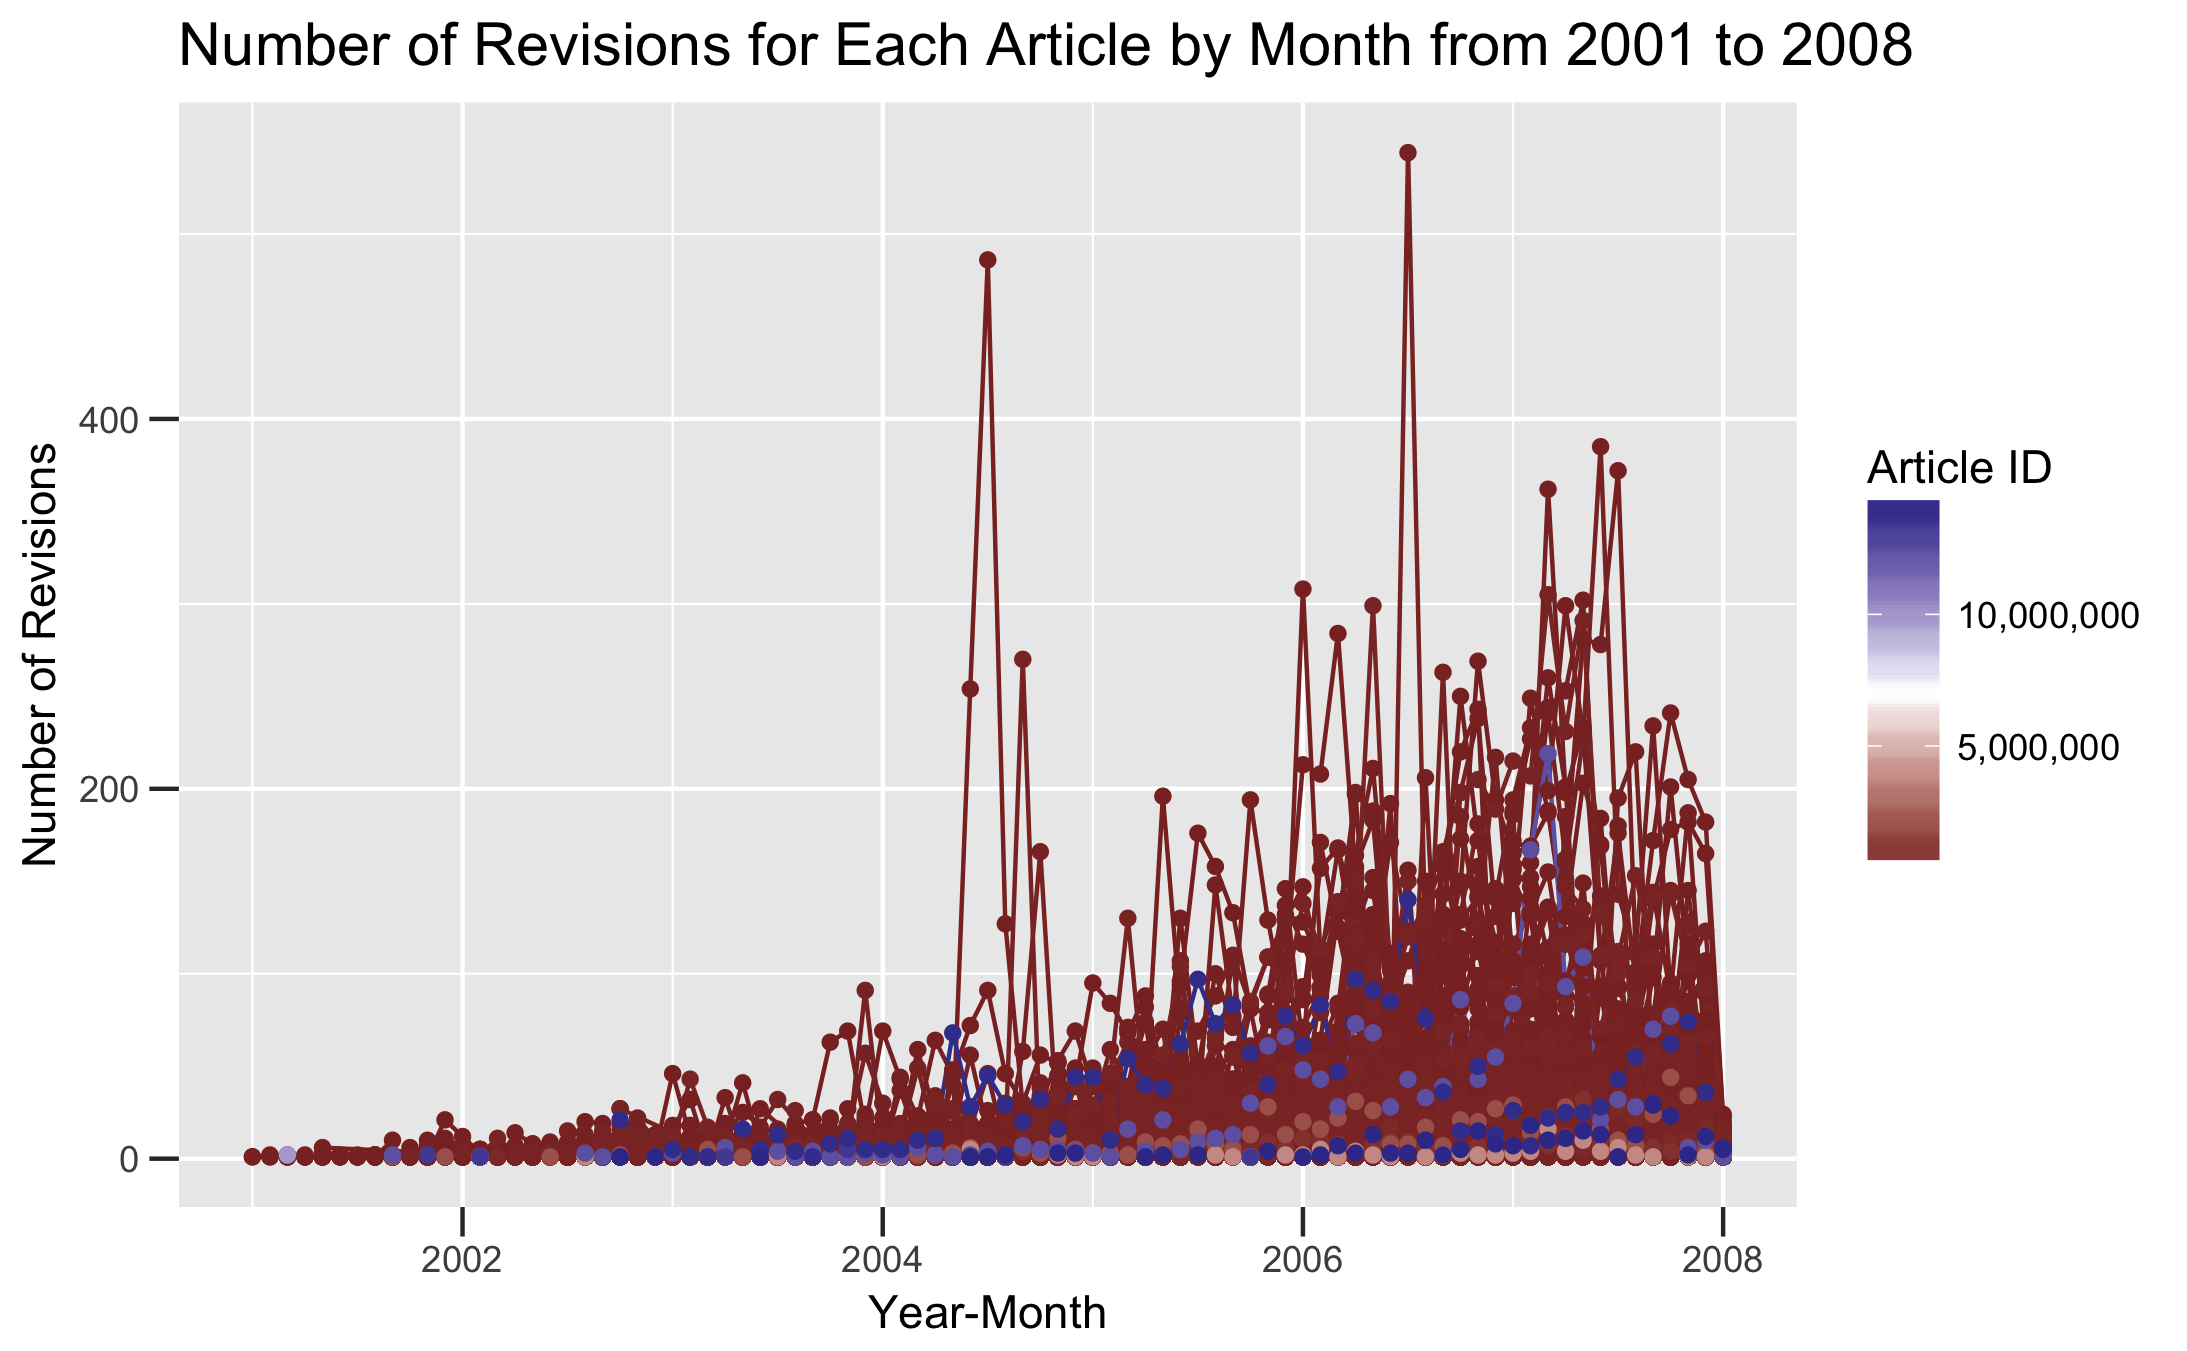 Number of Revisions for Each Article by Month from 2001 to 2008
Number of Revisions
400
200
0
2002
2004
2006
2008
Year-Month
Article ID
10,000,000
5,000,000